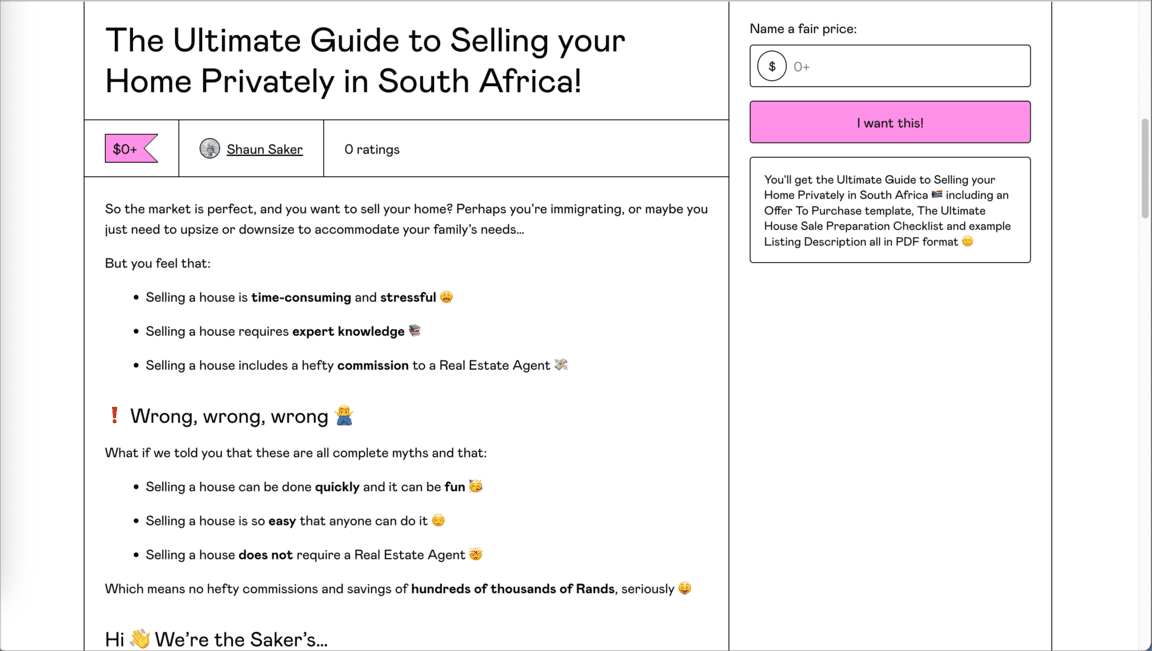 The Ultimate Guide to Selling your
Home Privately in South Africa!
$0+
Shaun Saker
0 ratings
So the market is perfect, and you want to sell your home? Perhaps you’re immigrating, or maybe you
just need to upsize or downsize to accommodate your family’s needs…
But you feel that:
• Selling a house is time-consuming and stressful 😩
• Selling a house requires expert knowledge 📚
• Selling a house includes a hefty commission to a Real Estate Agent 💸
❗ Wrong, wrong, wrong 🙅
What if we told you that these are all complete myths and that:
• Selling a house can be done quickly and it can be fun 🥳
• Selling a house is so easy that anyone can do it 😏
• Selling a house does not require a Real Estate Agent 🤯
Which means no hefty commissions and savings of hundreds of thousands of Rands, seriously 😝
Hi 👋 We’re the Saker’s…
Name a fair price:
$ 0+
I want this!
You'll get the Ultimate Guide to Selling your
Home Privately in South Africa 🇿🇦 including an
Offer To Purchase template, The Ultimate
House Sale Preparation Checklist and example
Listing Description all in PDF format 😊